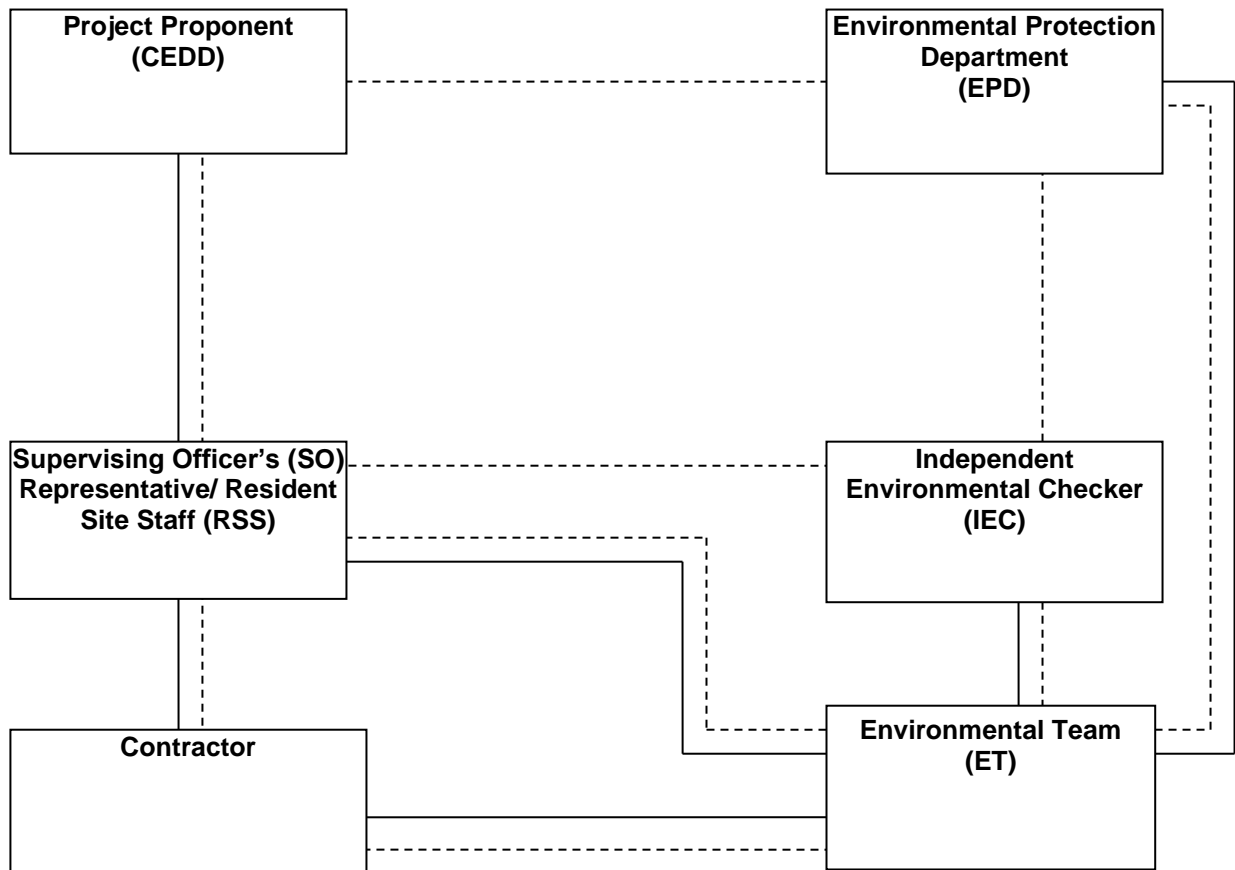 Project Proponent
(CEDD)
Environmental Protection
Department
(EPD)
Supervising Officer's (SO)
Representative/ Resident
Site Staff (RSS)
Independent
Environmental Checker
(IEC)
Contractor
Environmental Team
(ET)